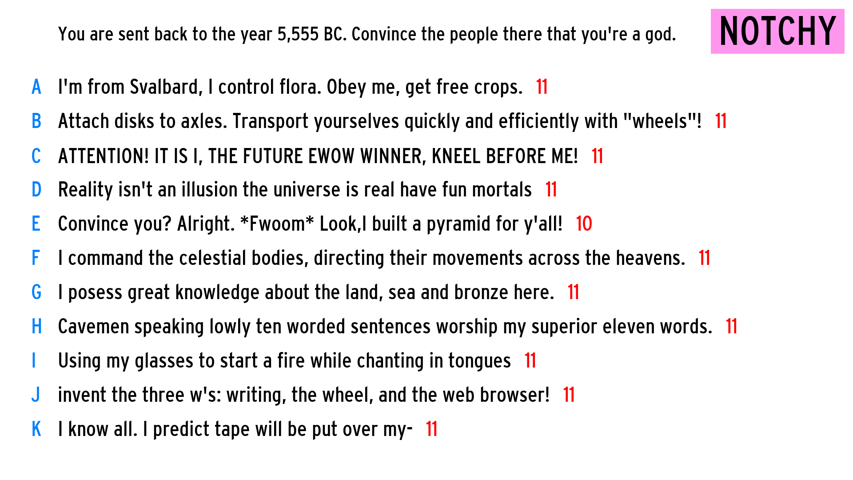 You are sent back to the year 5,555 BC. Convince the people there that you're a god.
NOTCHY
A I'm from Svalbard, I control flora. Obey me, get free crops. 11
B Attach disks to axles. Transport yourselves quickly and efficiently with "wheels"! 11
C ATTENTION! IT IS I, THE FUTURE EWOW WINNER, KNEEL BEFORE ME! 11
D Reality isn't an illusion the universe is real have fun mortals 11
E Convince you? Alright. *Fwoom* Look,I built a pyramid for y'all! 10
F I command the celestial bodies, directing their movements across the heavens. 11
G I posess great knowledge about the land, sea and bronze here. 11
H Cavemen speaking lowly ten worded sentences worship my superior eleven words. 11
I Using my glasses to start a fire while chanting in tongues 11
J invent the three w's: writing, the wheel, and the web browser! 11
K I know all. I predict tape will be put over my- 11